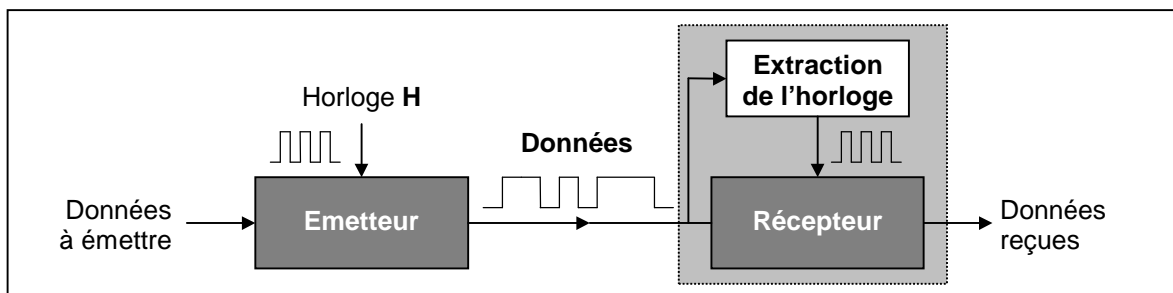 Extraction
de l'horloge
Horloge H
Données
Données
à émettre
Emetteur
Récepteur
Données
reçues